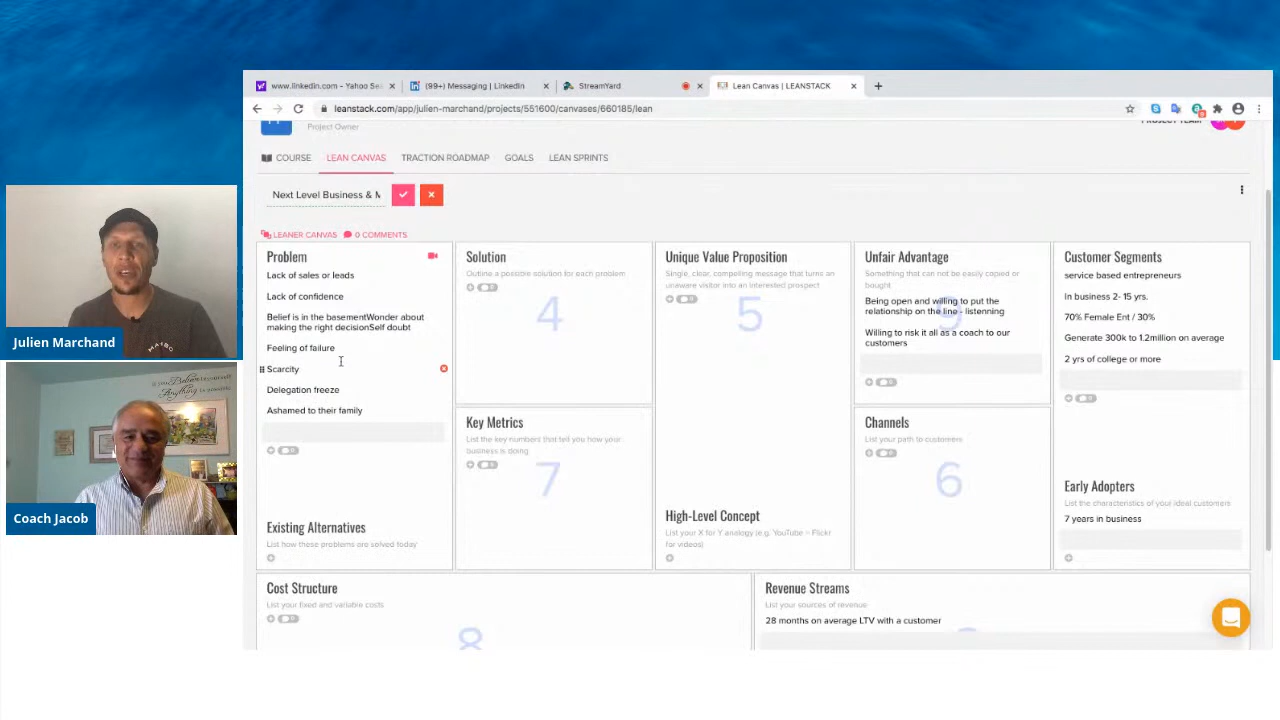 www.linkedin.com - Yahoo Se
(99+) Messaging | LinkedIn
StreamYard
Lean Canvas | LEANSTACK
leanstack.com/app/julien-marchand/projects/551600/canvases/660185/lean
Project Owner
PROJECT TEAM
COURSE
LEAN CANVAS
TRACTION ROADMAP
GOALS
LEAN SPRINTS
Next Level Business & M
LEANER CANVAS
0 COMMENTS
Problem
Lack of sales or leads
Lack of confidence
Belief is in the basementWonder about
making the right decisionSelf doubt
Feeling of failure
Scarcity
Delegation freeze
Ashamed to their family
Existing Alternatives
List how these problems are solved today
Solution
Outline a possible solution for each problem
4
Key Metrics
List the key numbers that tell you how your
business is doing
7
Unique Value Proposition
Single, clear, compelling message that turns an
unaware visitor into an interested prospect
5
High-Level Concept
List your X for Y analogy (e.g. YouTube = Flickr
for videos)
Unfair Advantage
Something that can not be easily copied or
bought
9
Being open and willing to put the
relationship on the line - listenning
Willing to risk it all as a coach to our
customers
Channels
List your path to customers
6
Customer Segments
service based entrepreneurs
In business 2- 15 yrs.
70% Female Ent / 30%
Generate 300k to 1.2million on average
2 yrs of college or more
Early Adopters
List the characteristics of your ideal customers
7 years in business
Cost Structure
List your fixed and variable costs
8
Revenue Streams
List your sources of revenue
28 months on average LTV with a customer
Julien Marchand
Coach Jacob